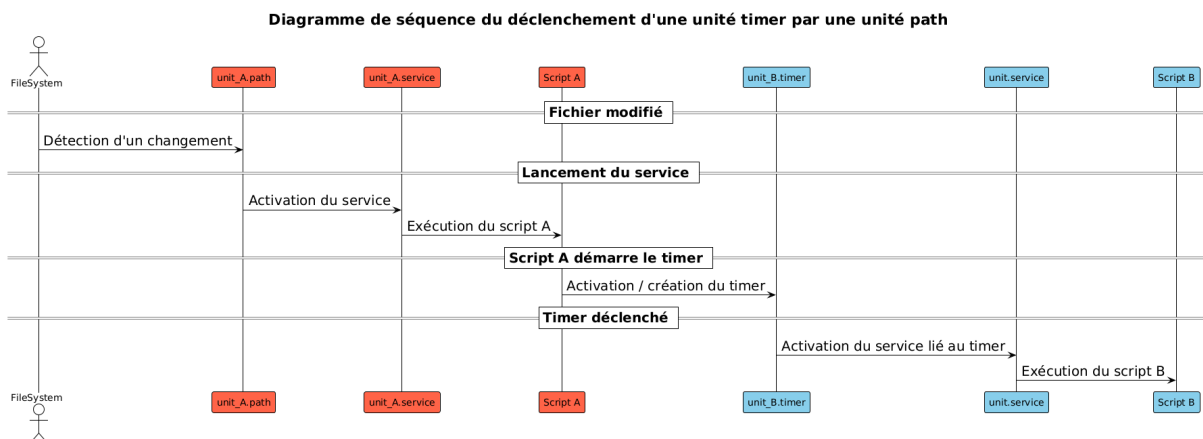 Diagramme de séquence du déclenchement d'une unité timer par une unité path
FileSystem
unit_A.path
unit_A.service
Script A
unit_B.timer
unit.service
Script B
Fichier modifié
Détection d'un changement
Lancement du service
Activation du service
Exécution du script A
Script A démarre le timer
Activation / création du timer
Timer déclenché
Activation du service lié au timer
Exécution du script B
FileSystem
unit_A.path
unit_A.service
Script A
unit_B.timer
unit.service
Script B